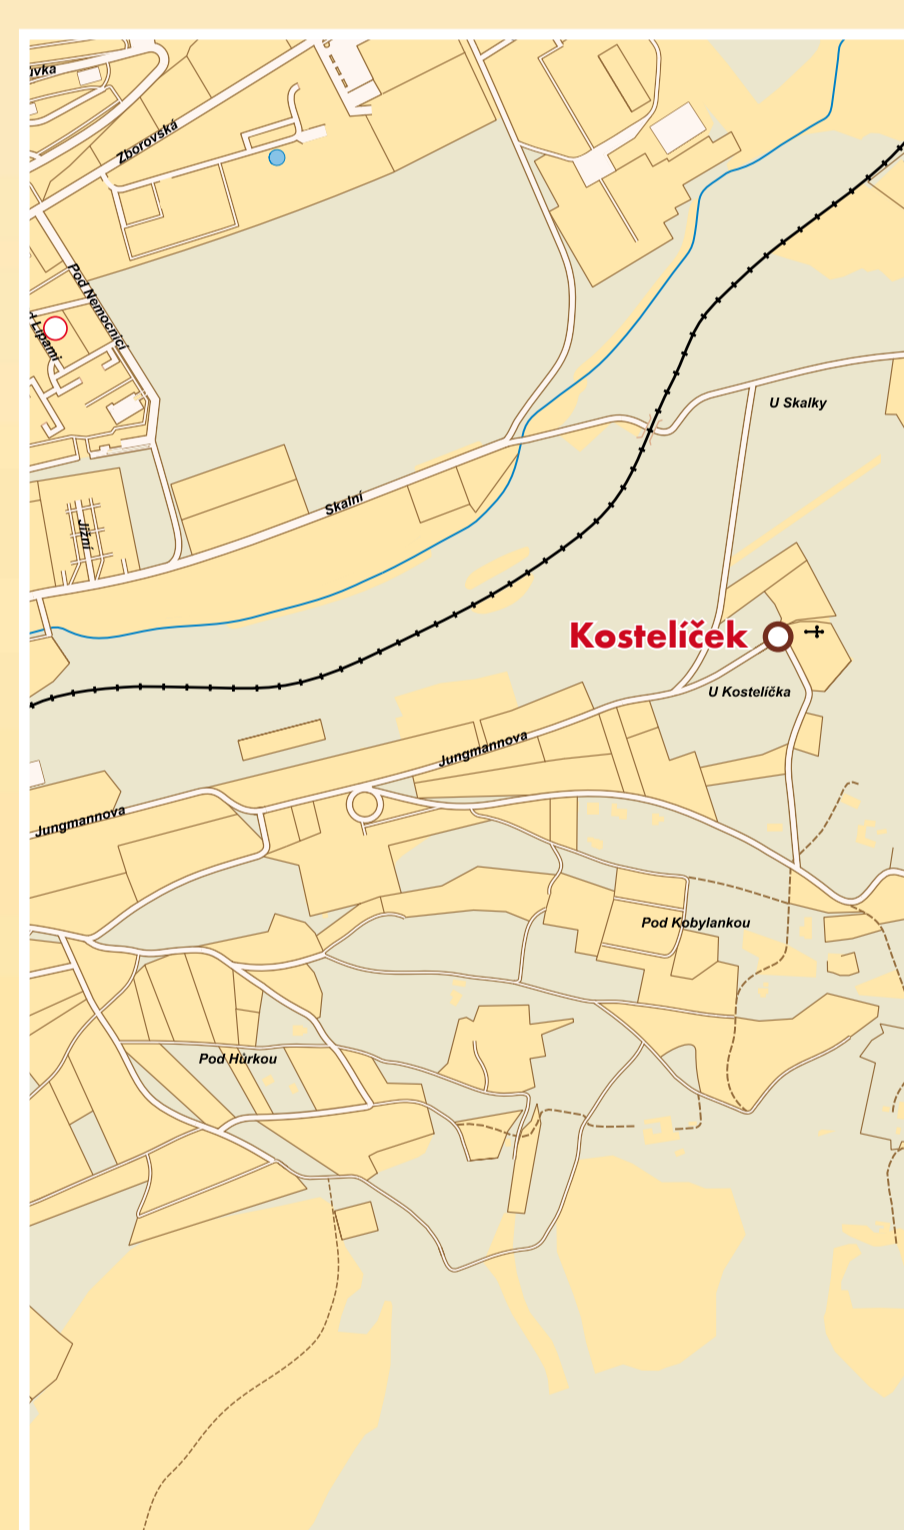 Zborovská
Pod Nemocnicí
U Skalky
Skalní
Jižní
Kostelíček
U Kostelíčka
Jungmannova
Jungmannova
Pod Kobylankou
Pod Hůrkou